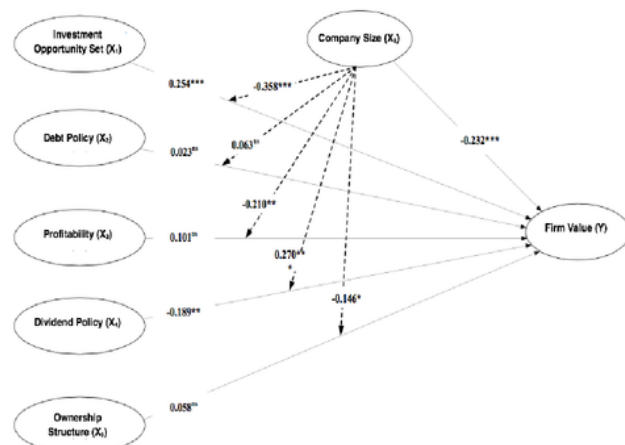 Investment
Opportunity Set (X₁)
Company Size (X₆)
0.254***
-0.358***
Debt Policy (X₂)
0.023ⁿˢ
0.063ⁿˢ
-0.232***
-0.210**
Profitability (X₃)
0.101ⁿˢ
Firm Value (Y)
0.270**
*
-0.146*
-0.189**
Dividend Policy (X₄)
0.058ⁿˢ
Ownership
Structure (X₅)